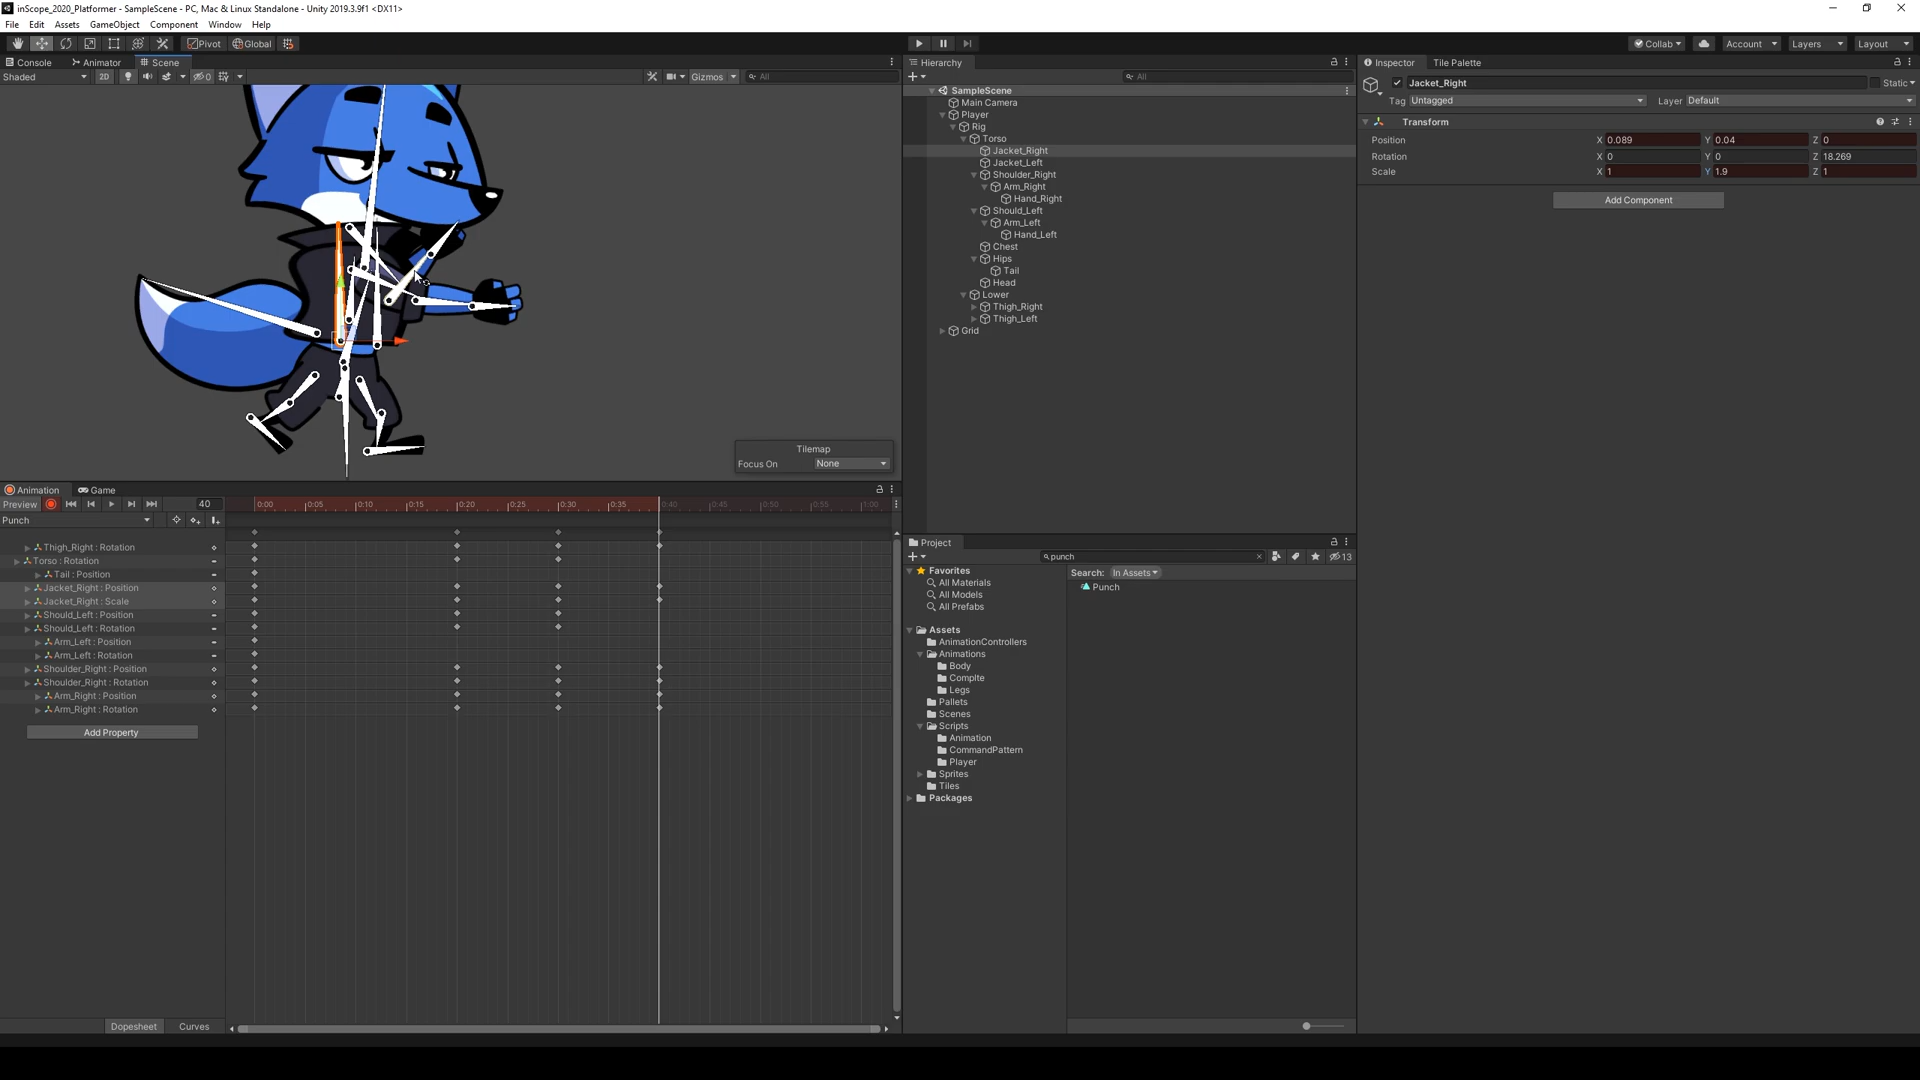 inScope_2020_Platformer - SampleScene - PC, Mac & Linux Standalone - Unity 2019.3.9f1 <DX11>
File Edit Assets GameObject Component Window Help
Pivot Global Collab Account Layers Layout
Console Animator Scene
Shaded 2D 0 Gizmos All
Tilemap
Focus On None
Hierarchy
All
SampleScene
Main Camera
Player
Rig
Torso
Jacket_Right
Jacket_Left
Shoulder_Right
Arm_Right
Hand_Right
Should_Left
Arm_Left
Hand_Left
Chest
Hips
Tail
Head
Lower
Thigh_Right
Thigh_Left
Grid
Inspector Tile Palette
Jacket_Right Static
Tag Untagged Layer Default
Transform
Position X 0.089 Y 0.04 Z 0
Rotation X 0 Y 0 Z 18.269
Scale X 1 Y 1.9 Z 1
Add Component
Animation Game
Preview 40 0:00 0:05 0:10 0:15 0:20 0:25 0:30 0:35 0:40 0:45 0:50 0:55 1:00
Punch
Thigh_Right : Rotation
Torso : Rotation
Tail : Position
Jacket_Right : Position
Jacket_Right : Scale
Should_Left : Position
Should_Left : Rotation
Arm_Left : Position
Arm_Left : Rotation
Shoulder_Right : Position
Shoulder_Right : Rotation
Arm_Right : Position
Arm_Right : Rotation
Add Property
Dopesheet Curves
Project
punch 13
Favorites
All Materials
All Models
All Prefabs
Assets
AnimationControllers
Animations
Body
Complte
Legs
Pallets
Scenes
Scripts
Animation
CommandPattern
Player
Sprites
Tiles
Packages
Search: In Assets
Punch